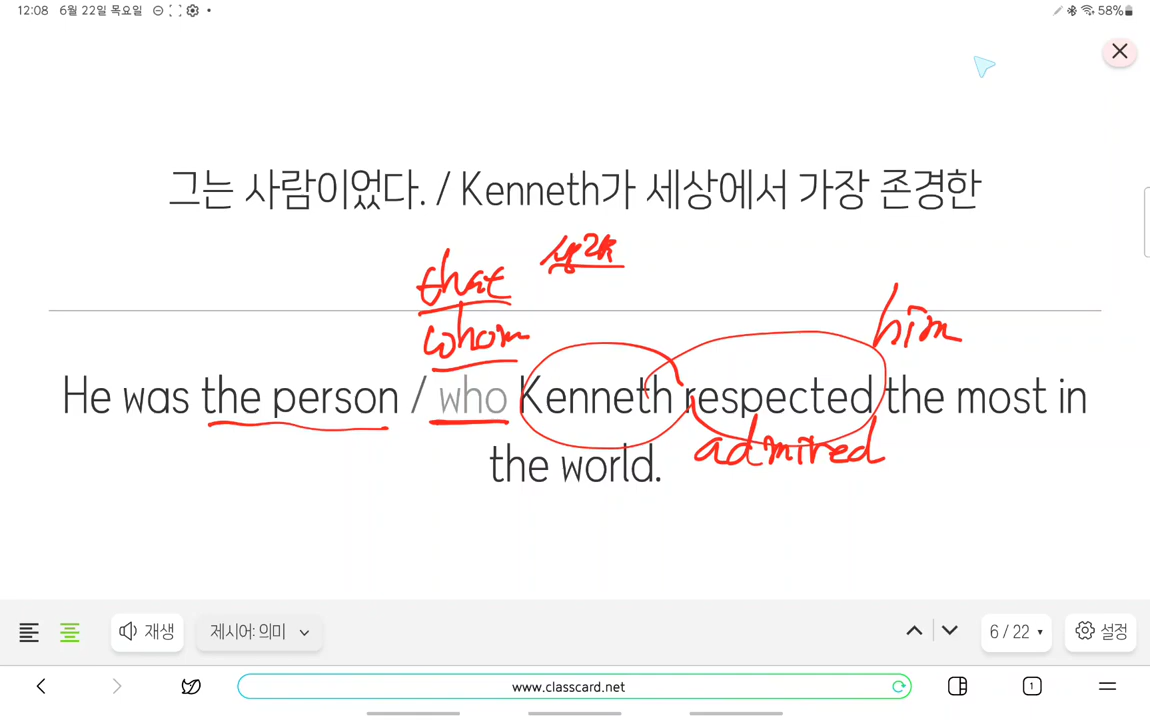 12:08 6월 22일 목요일
58%
그는 사람이었다. / Kenneth가 세상에서 가장 존경한
that 생략
whom him
He was the person / who Kenneth respected the most in
admired
the world.
재생 제시어: 의미 6 / 22 설정
www.classcard.net 1